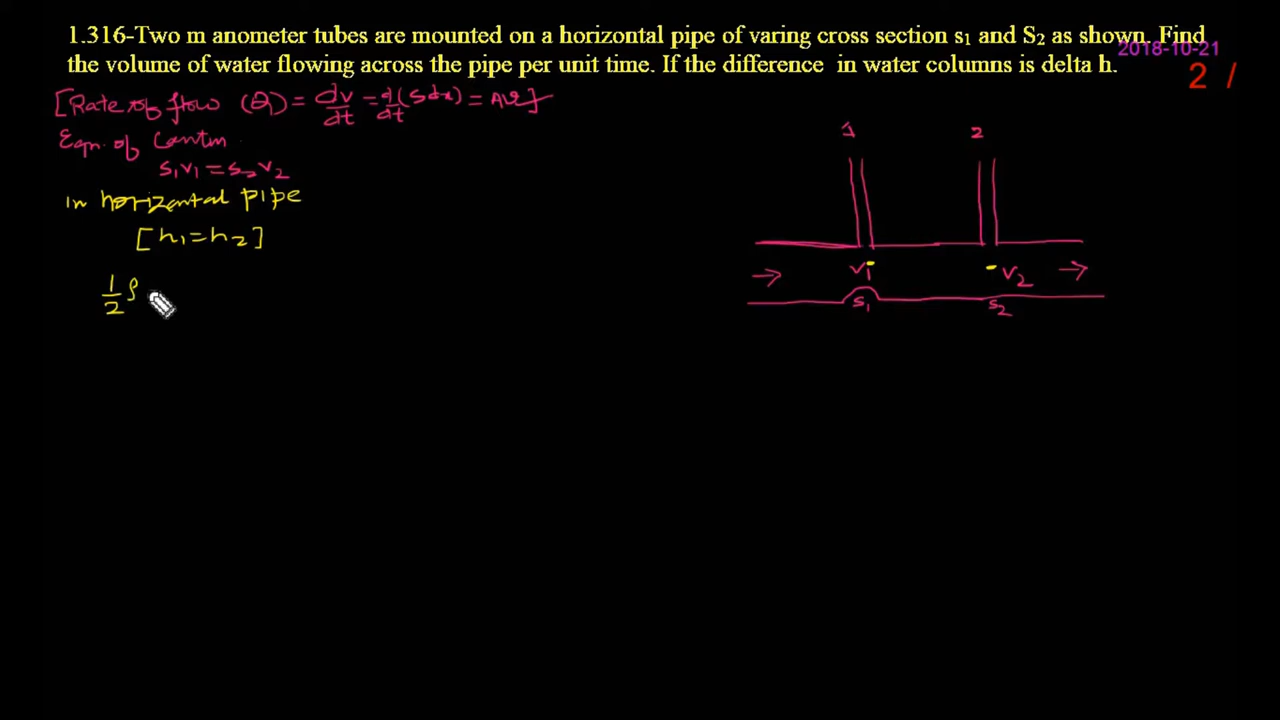 1.316-Two m anometer tubes are mounted on a horizontal pipe of varing cross section s₁ and S₂ as shown. Find
the volume of water flowing across the pipe per unit time. If the difference in water columns is delta h.
2018-10-21
2 /
[Rate of flow (Q) = dv/dt = d/dt (Sdx) = AV]
Eqn. of Contin
s₁v₁ = s₂v₂
in horizontal pipe
[h₁ = h₂]
1/2 ρ
1 2
→ v₁ v₂ →
s₁ s₂